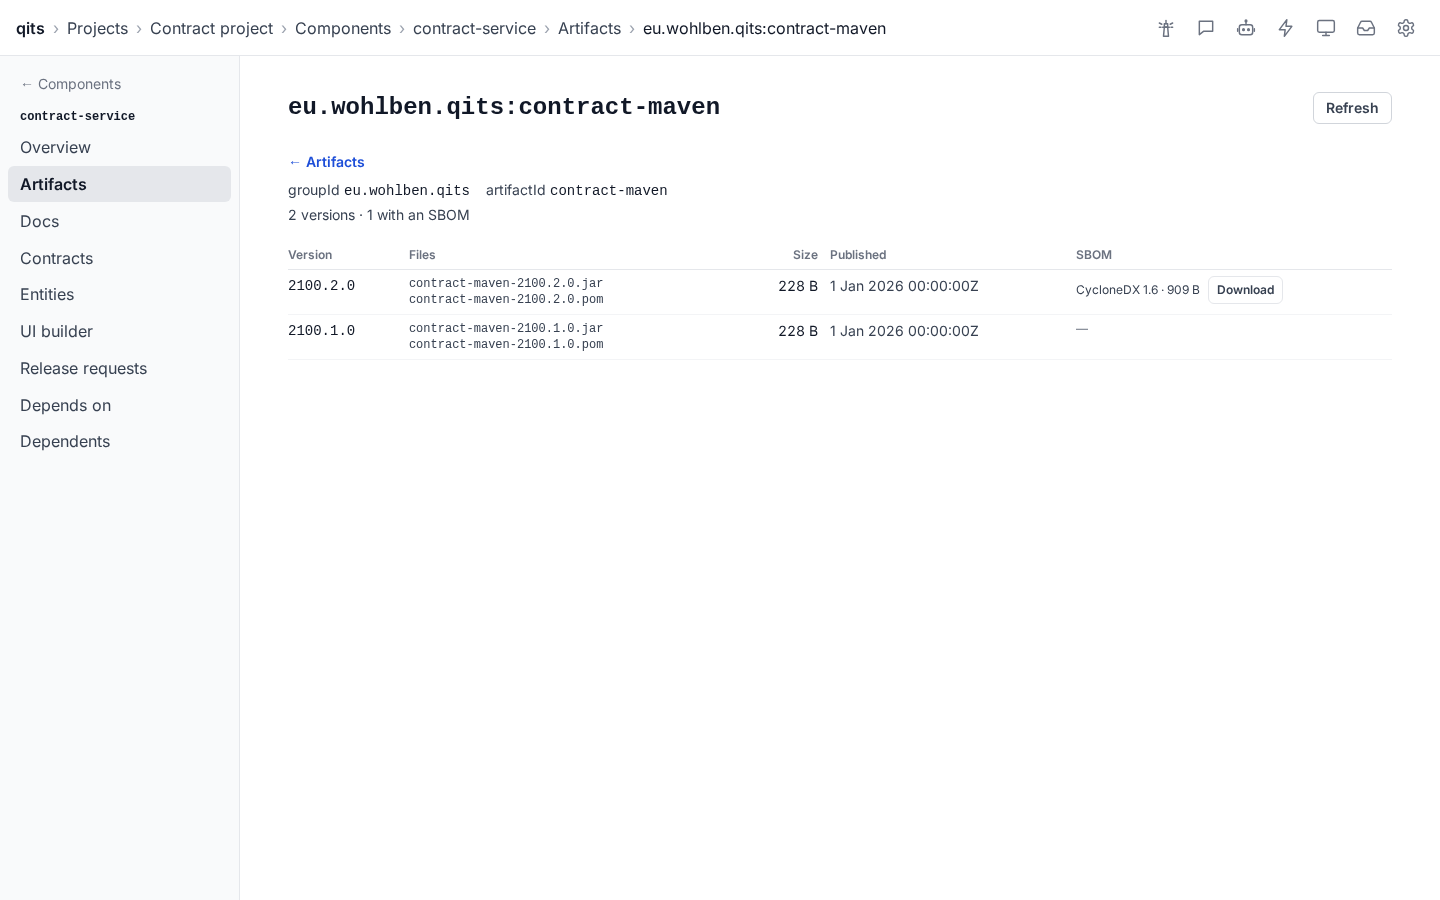 qits › Projects › Contract project › Components › contract-service › Artifacts › eu.wohlben.qits:contract-maven
← Components
contract-service
Overview
Artifacts
Docs
Contracts
Entities
UI builder
Release requests
Depends on
Dependents
eu.wohlben.qits:contract-maven
Refresh
← Artifacts
groupId eu.wohlben.qits artifactId contract-maven
2 versions · 1 with an SBOM
Version Files Size Published SBOM
2100.2.0 contract-maven-2100.2.0.jar 228 B 1 Jan 2026 00:00:00Z CycloneDX 1.6 · 909 B Download
contract-maven-2100.2.0.pom
2100.1.0 contract-maven-2100.1.0.jar 228 B 1 Jan 2026 00:00:00Z —
contract-maven-2100.1.0.pom